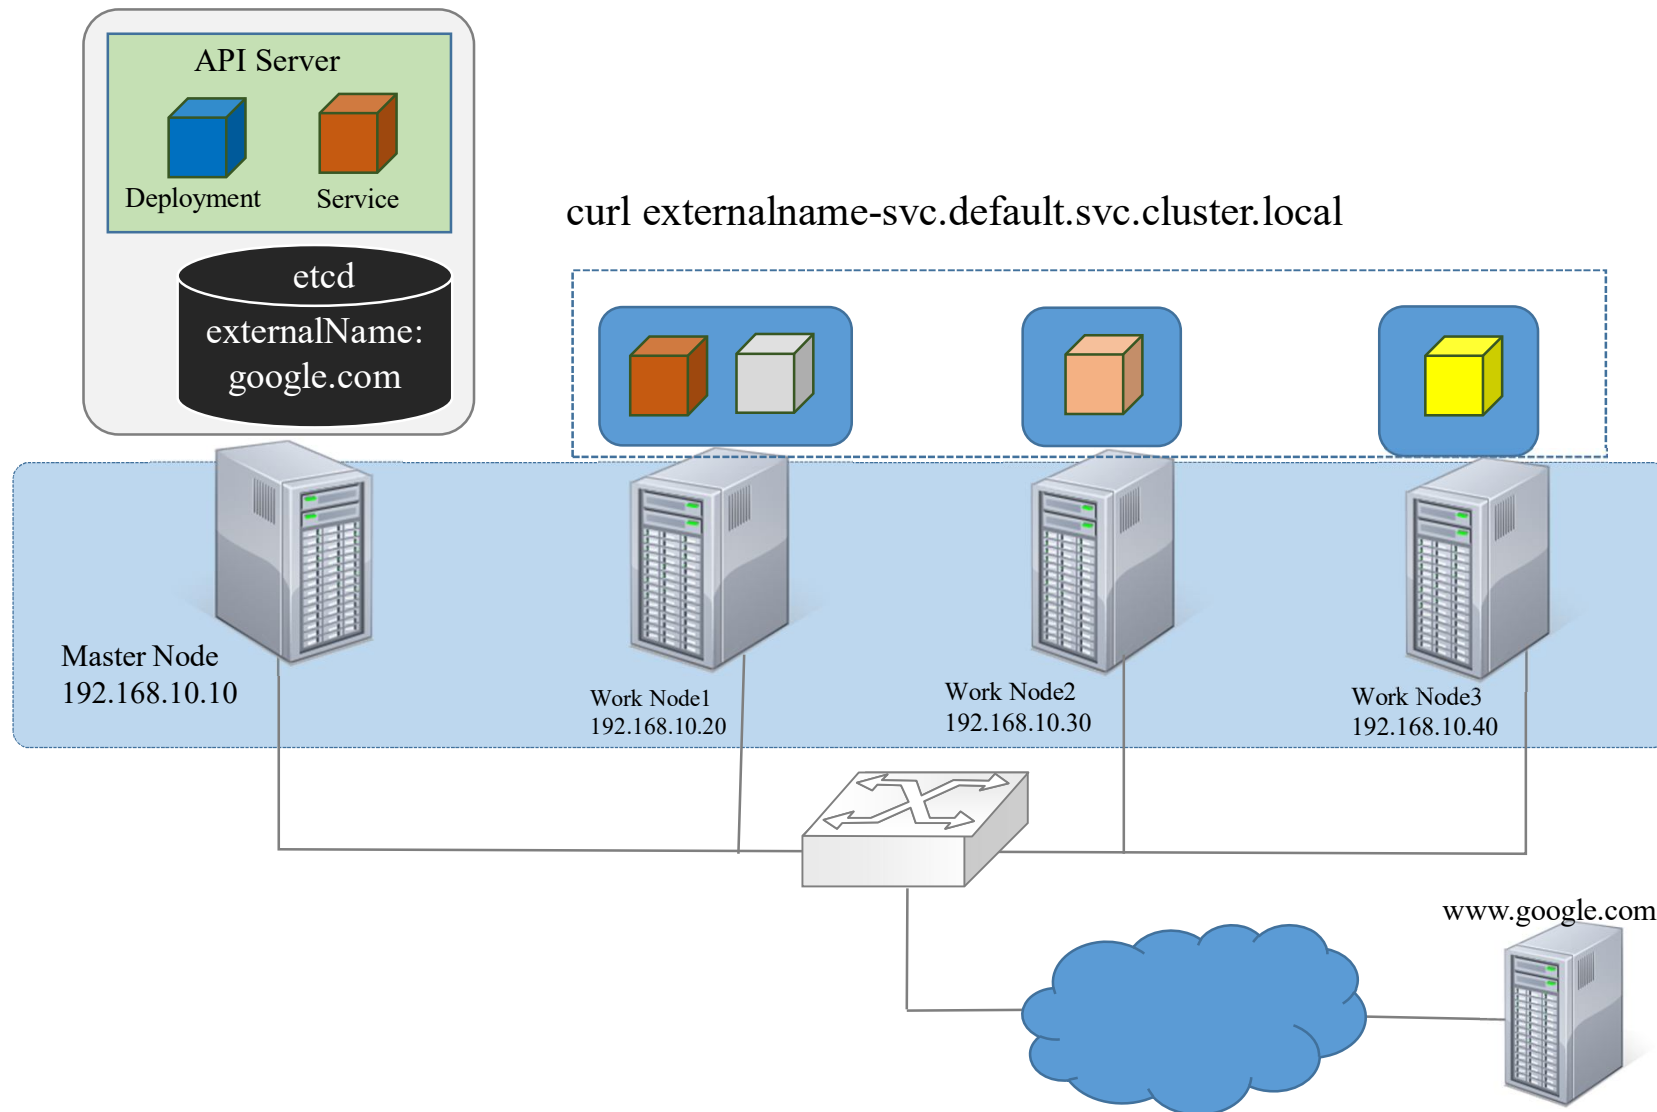 API Server
Deployment
Service
curl externalname-svc.default.svc.cluster.local
etcd
externalName:
google.com
Master Node
192.168.10.10
Work Node1
192.168.10.20
Work Node2
192.168.10.30
Work Node3
192.168.10.40
www.google.com